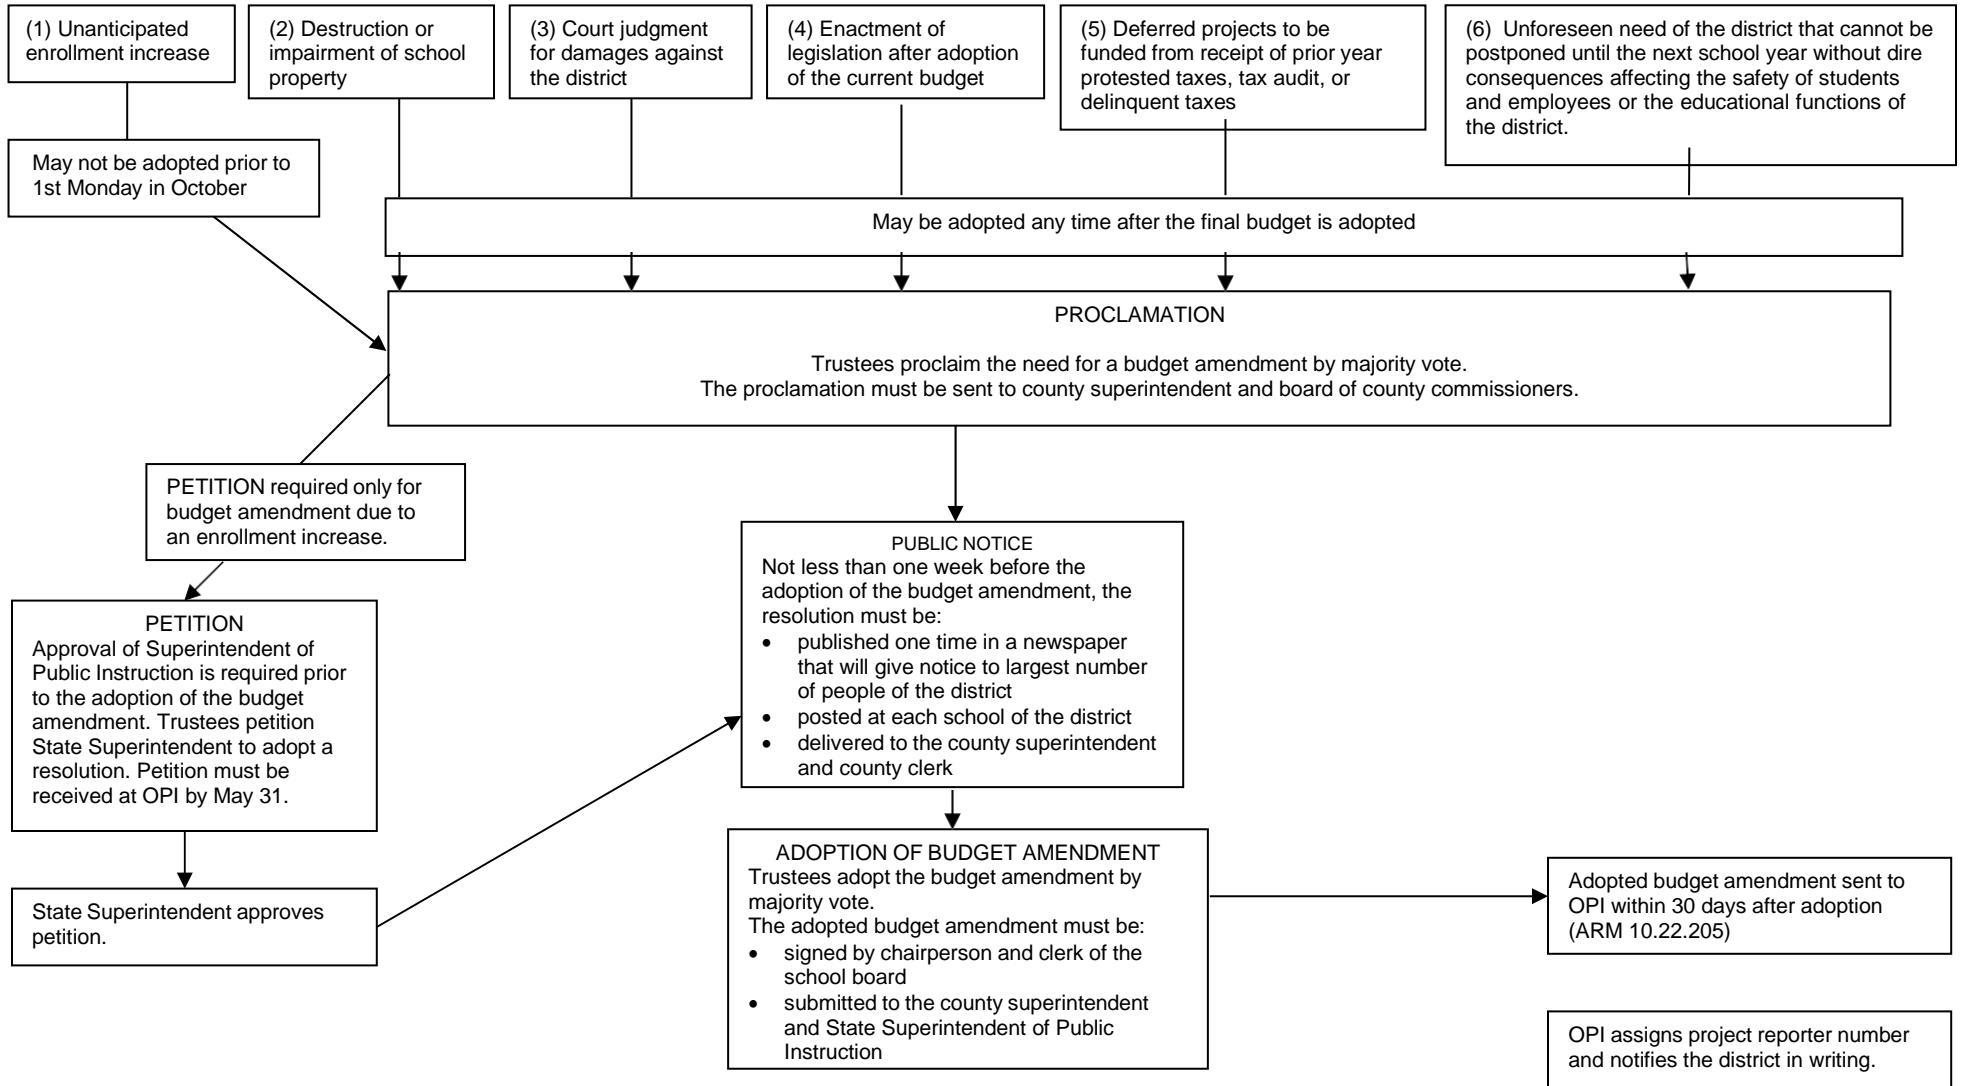 (1) Unanticipated
enrollment increase
(2) Destruction or
impairment of school
property
(3) Court judgment
for damages against
the district
(4) Enactment of
legislation after adoption
of the current budget
(5) Deferred projects to be
funded from receipt of prior year
protested taxes, tax audit, or
delinquent taxes
(6) Unforeseen need of the district that cannot be
postponed until the next school year without dire
consequences affecting the safety of students
and employees or the educational functions of
the district.
May not be adopted prior to
1st Monday in October
May be adopted any time after the final budget is adopted
PROCLAMATION
Trustees proclaim the need for a budget amendment by majority vote.
The proclamation must be sent to county superintendent and board of county commissioners.
PETITION required only for
budget amendment due to
an enrollment increase.
PETITION
Approval of Superintendent of
Public Instruction is required prior
to the adoption of the budget
amendment. Trustees petition
State Superintendent to adopt a
resolution. Petition must be
received at OPI by May 31.
State Superintendent approves
petition.
PUBLIC NOTICE
Not less than one week before the
adoption of the budget amendment, the
resolution must be:
• published one time in a newspaper
that will give notice to largest number
of people of the district
• posted at each school of the district
• delivered to the county superintendent
and county clerk
ADOPTION OF BUDGET AMENDMENT
Trustees adopt the budget amendment by
majority vote.
The adopted budget amendment must be:
• signed by chairperson and clerk of the
school board
• submitted to the county superintendent
and State Superintendent of Public
Instruction
Adopted budget amendment sent to
OPI within 30 days after adoption
(ARM 10.22.205)
OPI assigns project reporter number
and notifies the district in writing.